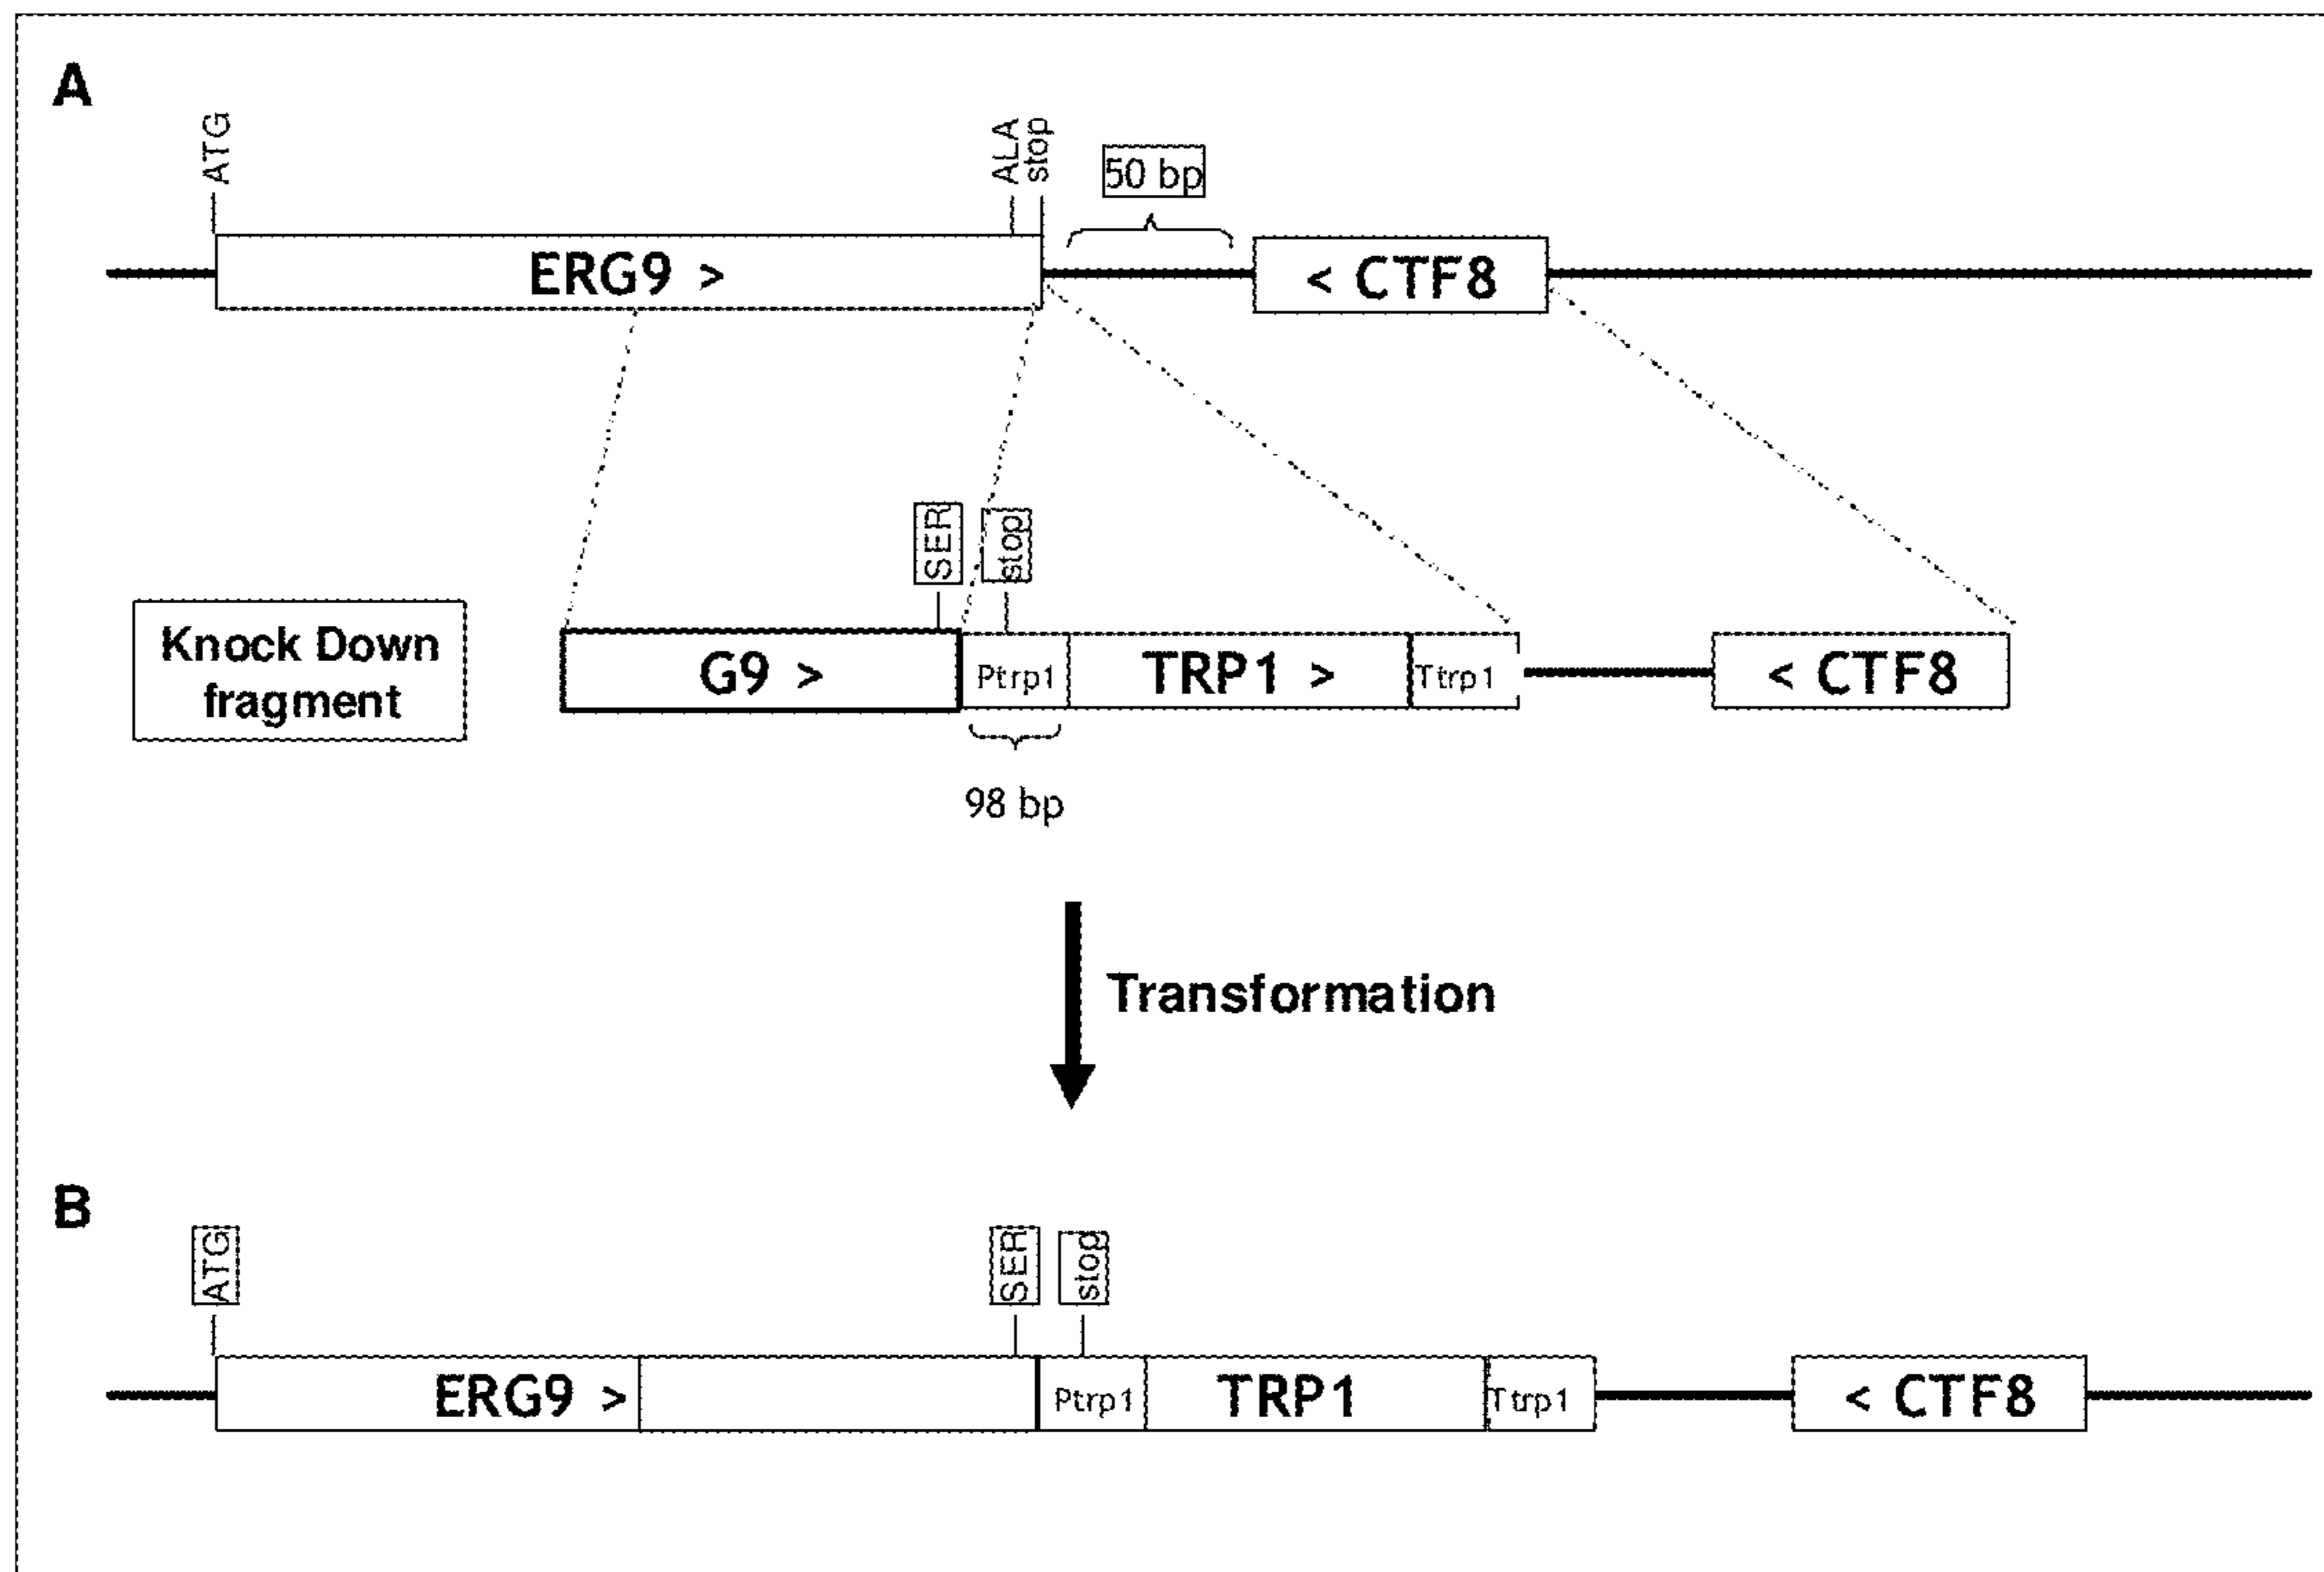 A
ATG
ALA
stop
50 bp
ERG9 >
< CTF8
SER
stop
Knock Down
fragment
G9 >
Ptrp1
TRP1 >
Ttrp1
< CTF8
98 bp
Transformation
B
ATG
SER
stop
ERG9 >
Ptrp1
TRP1
Ttrp1
< CTF8